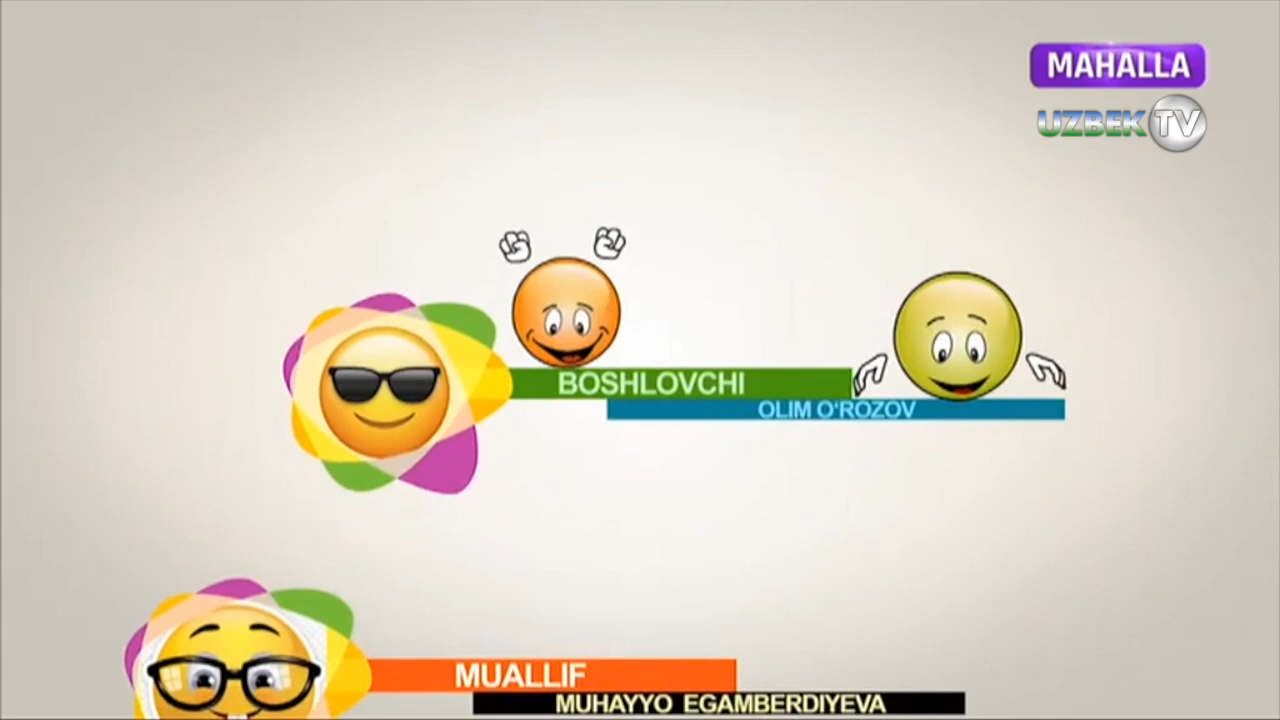 MAHALLA
UZBEK TV
BOSHLOVCHI
OLIM O‘ROZOV
MUALLIF
MUHAYYO EGAMBERDIYEVA